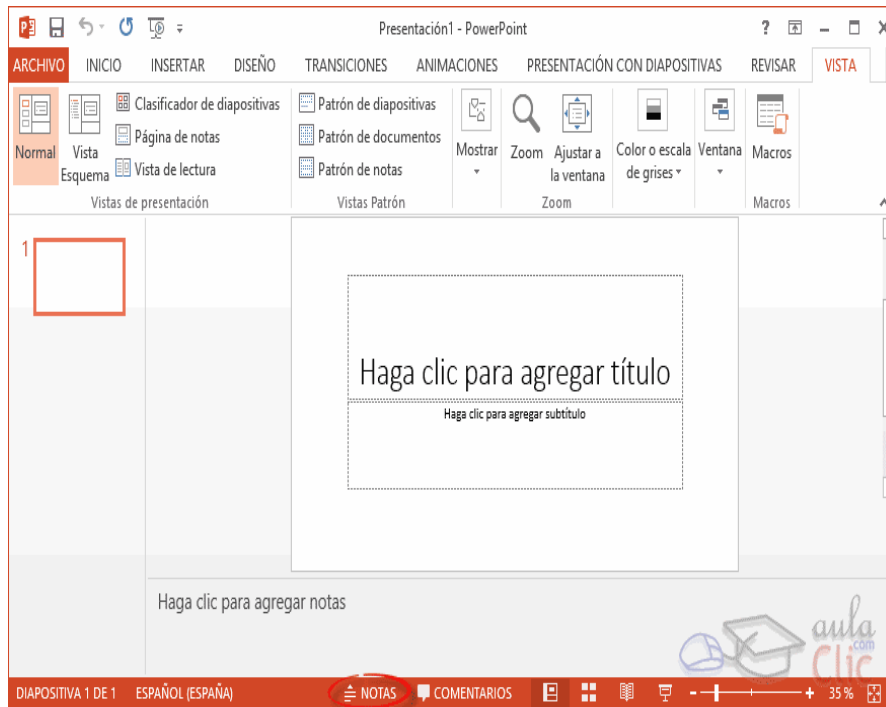 Presentación1 - PowerPoint
?
ARCHIVO INICIO INSERTAR DISEÑO TRANSICIONES ANIMACIONES PRESENTACIÓN CON DIAPOSITIVAS REVISAR VISTA
Normal
Vista
Esquema
Clasificador de diapositivas
Página de notas
Vista de lectura
Vistas de presentación
Patrón de diapositivas
Patrón de documentos
Patrón de notas
Vistas Patrón
Mostrar
Zoom
Ajustar a
la ventana
Zoom
Color o escala
de grises
Ventana
Macros
Macros
1
Haga clic para agregar título
Haga clic para agregar subtítulo
Haga clic para agregar notas
aula
.com
Clic
DIAPOSITIVA 1 DE 1 ESPAÑOL (ESPAÑA) NOTAS COMENTARIOS - + 35 %